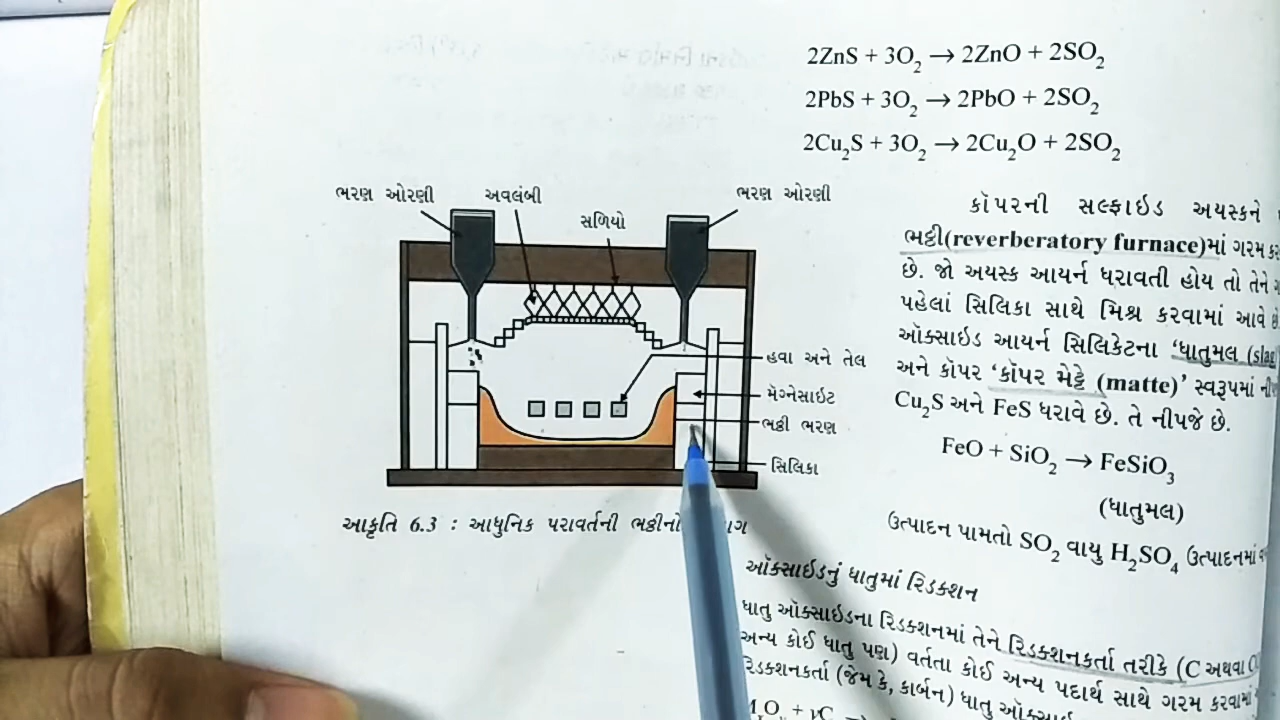 2ZnS + 3O₂ → 2ZnO + 2SO₂
2PbS + 3O₂ → 2PbO + 2SO₂
2Cu₂S + 3O₂ → 2Cu₂O + 2SO₂
ભરણ ઓરણી
અવલંબી
સળિયો
ભરણ ઓરણી
હવા અને તેલ
મૅગ્નેસાઇટ
ભઠ્ઠી ભરણ
સિલિકા
આકૃતિ 6.3 : આધુનિક પરાવર્તની ભઠ્ઠીનો
કૉપરની સલ્ફાઇડ અયસ્કને
ભઠ્ઠી(reverberatory furnace)માં ગરમ
છે. જો અયસ્ક આયર્ન ધરાવતી હોય તો તેને
પહેલાં સિલિકા સાથે મિશ્ર કરવામાં આવે
ઑક્સાઇડ આયર્ન સિલિકેટના ‘ધાતુમલ (slag
અને કૉપર ‘કૉપર મેટ્ટે (matte)’ સ્વરૂપમાં
Cu₂S અને FeS ધરાવે છે. તે નીપજે છે.
FeO + SiO₂ → FeSiO₃
(ધાતુમલ)
ઉત્પાદન પામતો SO₂ વાયુ H₂SO₄ ઉત્પાદનમાં
ઑક્સાઇડનું ધાતુમાં રિડક્શન
ધાતુ ઑક્સાઇડના રિડક્શનમાં તેને રિડક્શનકર્તા તરીકે (C અથવા
અન્ય કોઈ ધાતુ પણ) વર્તતા કોઈ અન્ય પદાર્થ સાથે ગરમ કરવામાં
રિડક્શનકર્તા (જેમ કે, કાર્બન) ધાતુ